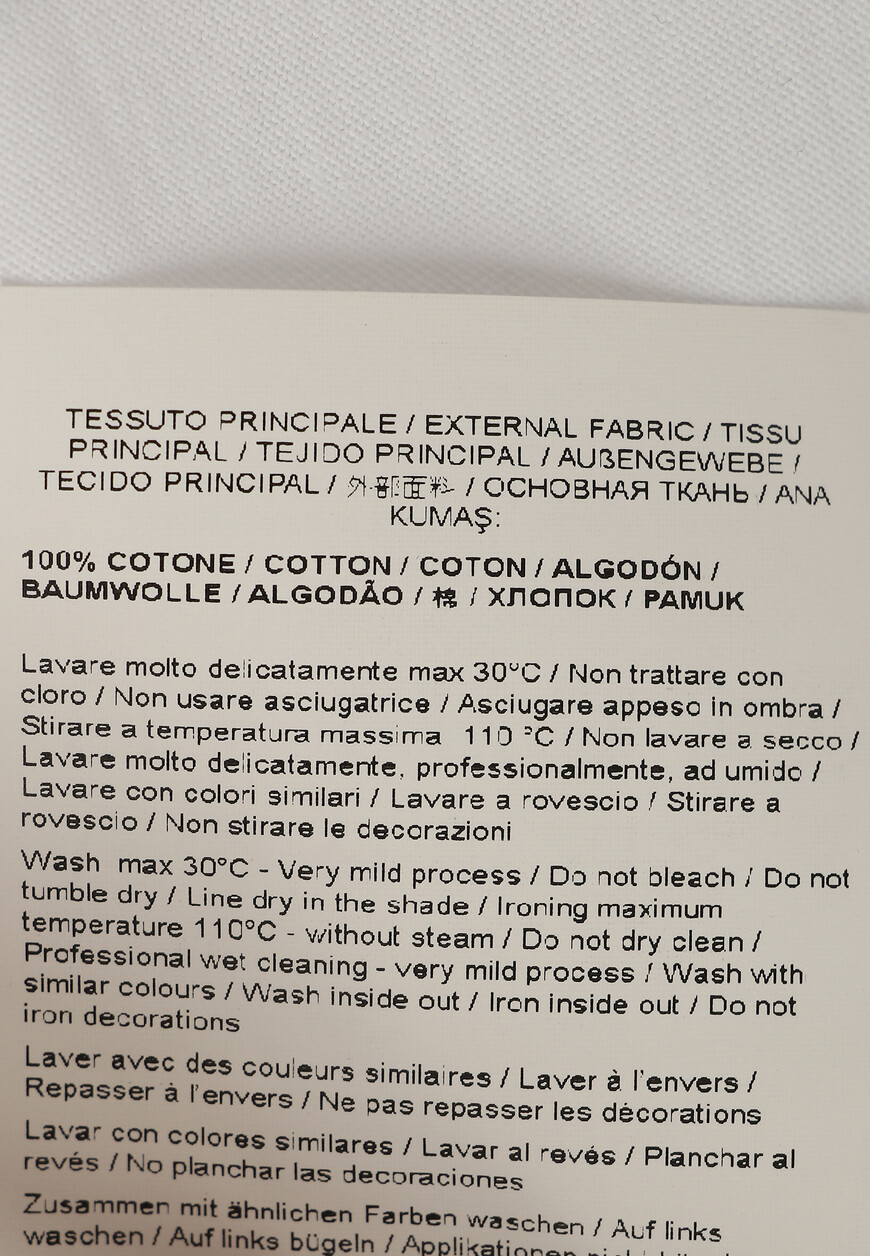 TESSUTO PRINCIPALE / EXTERNAL FABRIC / TISSU
PRINCIPAL / TEJIDO PRINCIPAL / AUßENGEWEBE /
TECIDO PRINCIPAL / 外部面料 / ОСНОВНАЯ ТКАНЬ / ANA
KUMAŞ:
100% COTONE / COTTON / COTON / ALGODÓN /
BAUMWOLLE / ALGODÃO / 棉 / ХЛОПОК / PAMUK
Lavare molto delicatamente max 30°C / Non trattare con
cloro / Non usare asciugatrice / Asciugare appeso in ombra /
Stirare a temperatura massima 110 °C / Non lavare a secco /
Lavare molto delicatamente, professionalmente, ad umido /
Lavare con colori similari / Lavare a rovescio / Stirare a
rovescio / Non stirare le decorazioni
Wash max 30°C - Very mild process / Do not bleach / Do not
tumble dry / Line dry in the shade / Ironing maximum
temperature 110°C - without steam / Do not dry clean /
Professional wet cleaning - very mild process / Wash with
similar colours / Wash inside out / Iron inside out / Do not
iron decorations
Laver avec des couleurs similaires / Laver à l'envers /
Repasser à l'envers / Ne pas repasser les décorations
Lavar con colores similares / Lavar al revés / Planchar al
revés / No planchar las decoraciones
Zusammen mit ähnlichen Farben waschen / Auf links
waschen / Auf links bügeln / Applikationen